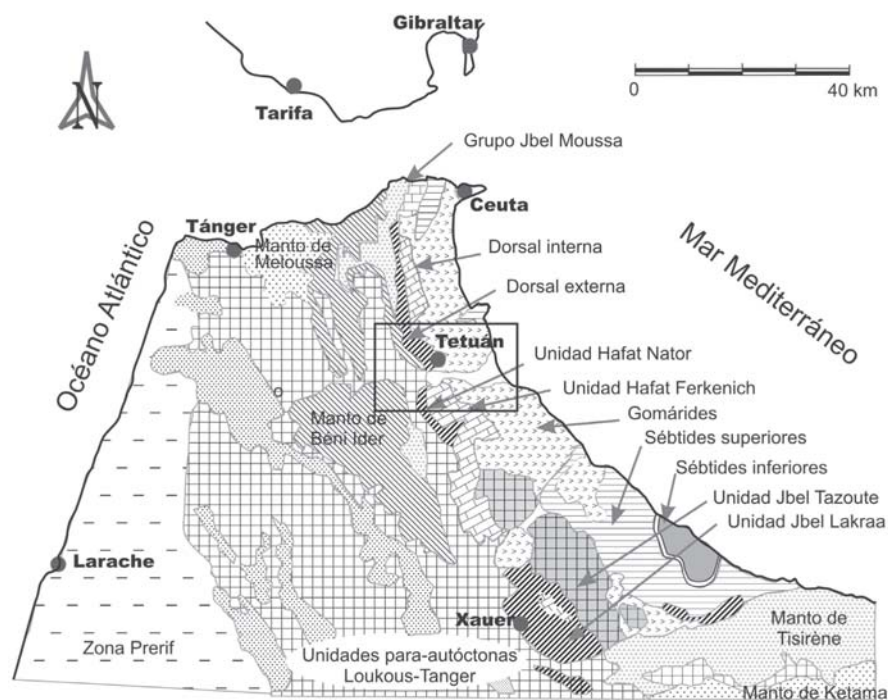 Gibraltar
Tarifa
N
0 40 km
Grupo Jbel Moussa
Ceuta
Tánger
Manto de
Meloussa
Dorsal interna
Dorsal externa
Océano Atlántico
Mar Mediterráneo
Tetuán
Unidad Hafat Nator
Unidad Hafat Ferkenich
Manto de
Beni Ider
Gomárides
Sébtides superiores
Sébtides inferiores
Unidad Jbel Tazoute
Unidad Jbel Lakraa
Larache
Xauen
Zona Prerif
Unidades para-autóctonas
Loukous-Tanger
Manto de
Tisirène
Manto de Ketama